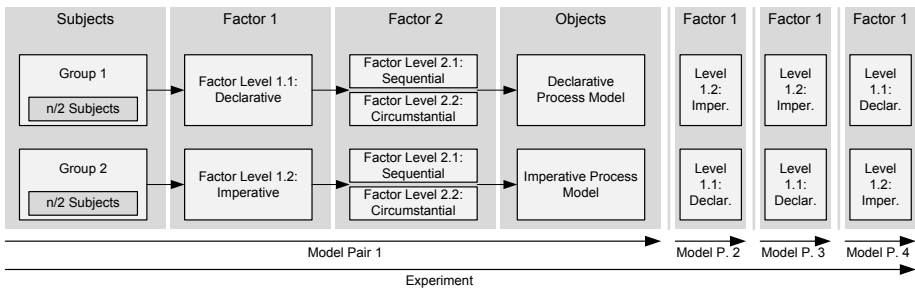 Subjects
Factor 1
Factor 2
Objects
Factor 1
Factor 1
Factor 1
Group 1
n/2 Subjects
Factor Level 1.1:
Declarative
Factor Level 2.1:
Sequential
Factor Level 2.2:
Circumstantial
Declarative
Process Model
Level
1.2:
Imper.
Level
1.2:
Imper.
Level
1.1:
Declar.
Group 2
n/2 Subjects
Factor Level 1.2:
Imperative
Factor Level 2.1:
Sequential
Factor Level 2.2:
Circumstantial
Imperative Process
Model
Level
1.1:
Declar.
Level
1.1:
Declar.
Level
1.2:
Imper.
Model Pair 1
Model P. 2
Model P. 3
Model P. 4
Experiment